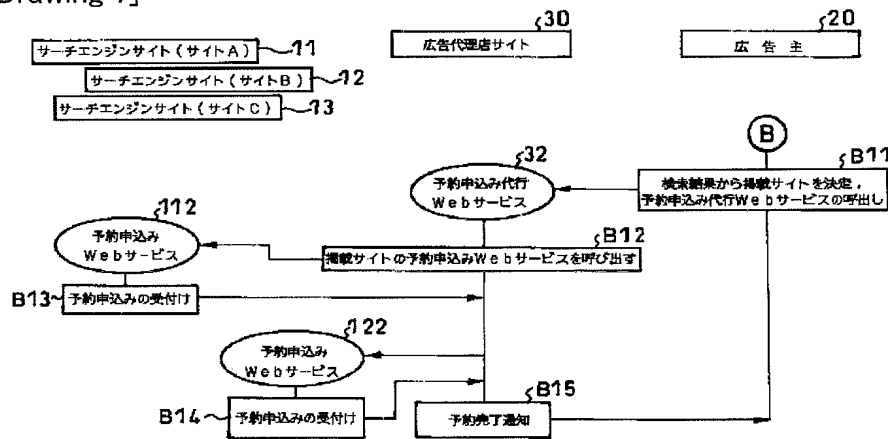 Drawing 7]
30
20
サーチエンジンサイト(サイトA)
11
広告代理店サイト
広 告 主
サーチエンジンサイト(サイトB)
12
サーチエンジンサイト(サイトC)
13
B
32
B11
予約申込み代行
Webサービス
検索結果から掲載サイトを決定,
予約申込み代行Webサービスの呼出し
112
予約申込み
Webサービス
B12
掲載サイトの予約申込みWebサービスを呼び出す
B13
予約申込みの受付け
122
予約申込み
Webサービス
B15
B14
予約申込みの受付け
予約完了通知